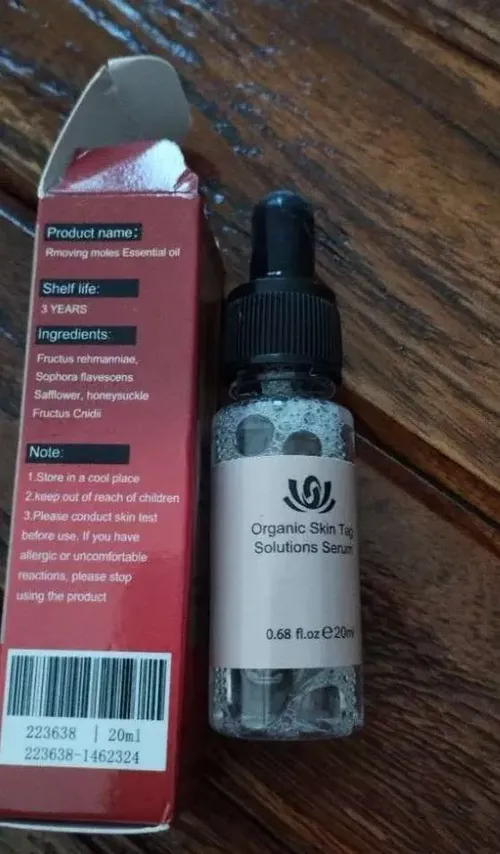 Product name:
Rmoving moles Essential oil
Shelf life:
3 YEARS
Ingredients:
Fructus rehmanniae,
Sophora flavescens
Safflower, honeysuckle
Fructus Cnidii
Note:
1.Store in a cool place
2.keep out of reach of children
3.Please conduct skin test
before use. If you have
allergic or uncomfortable
reactions, please stop
using the product
223638 | 20ml
223638-1462324
Organic Skin Tag
Solutions Serum
0.68 fl.oz ℮20ml